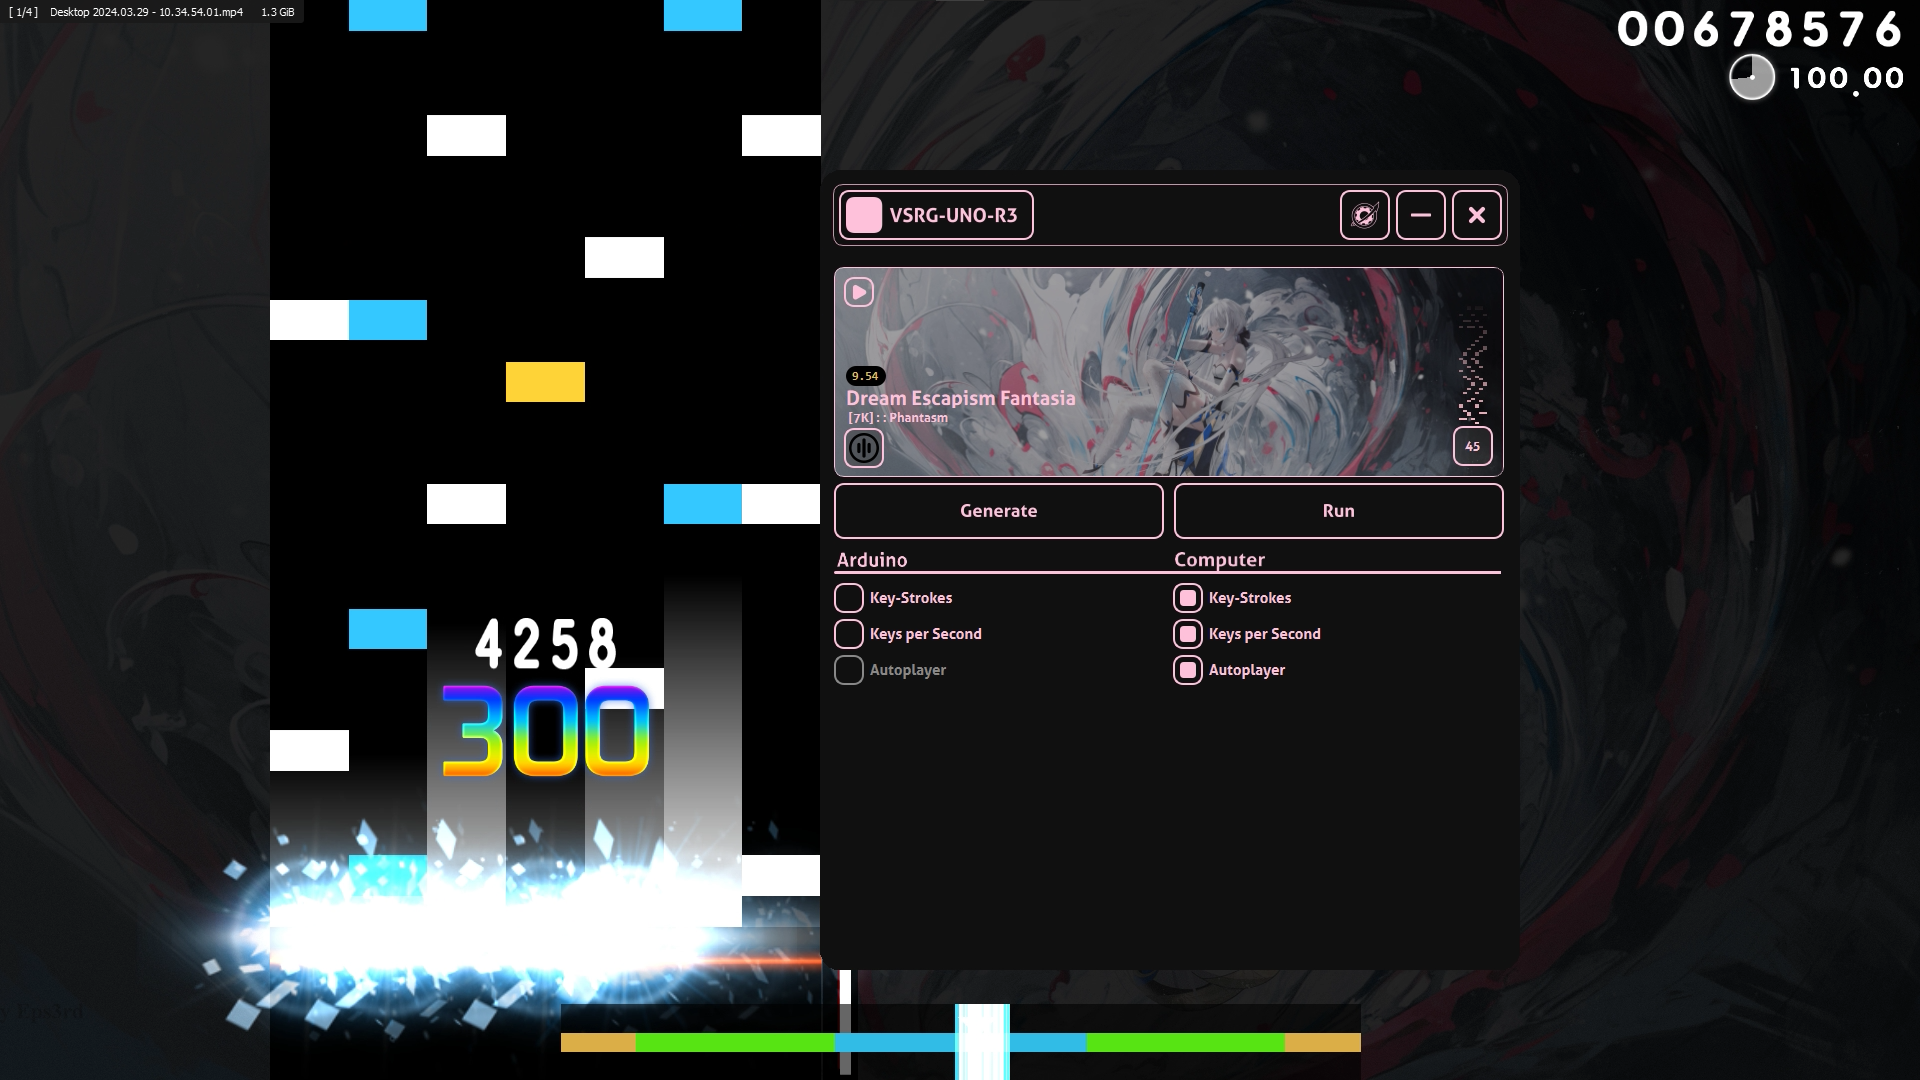 [ 1/4 ] Desktop 2024.03.29 - 10.34.54.01.mp4 1.3 GiB
00678576
100.00
VSRG-UNO-R3
9.54
Dream Escapism Fantasia
[7K]:: Phantasm
45
Generate
Run
Arduino
Computer
Key-Strokes
Key-Strokes
Keys per Second
Keys per Second
Autoplayer
Autoplayer
4258
300
y Eps3rd